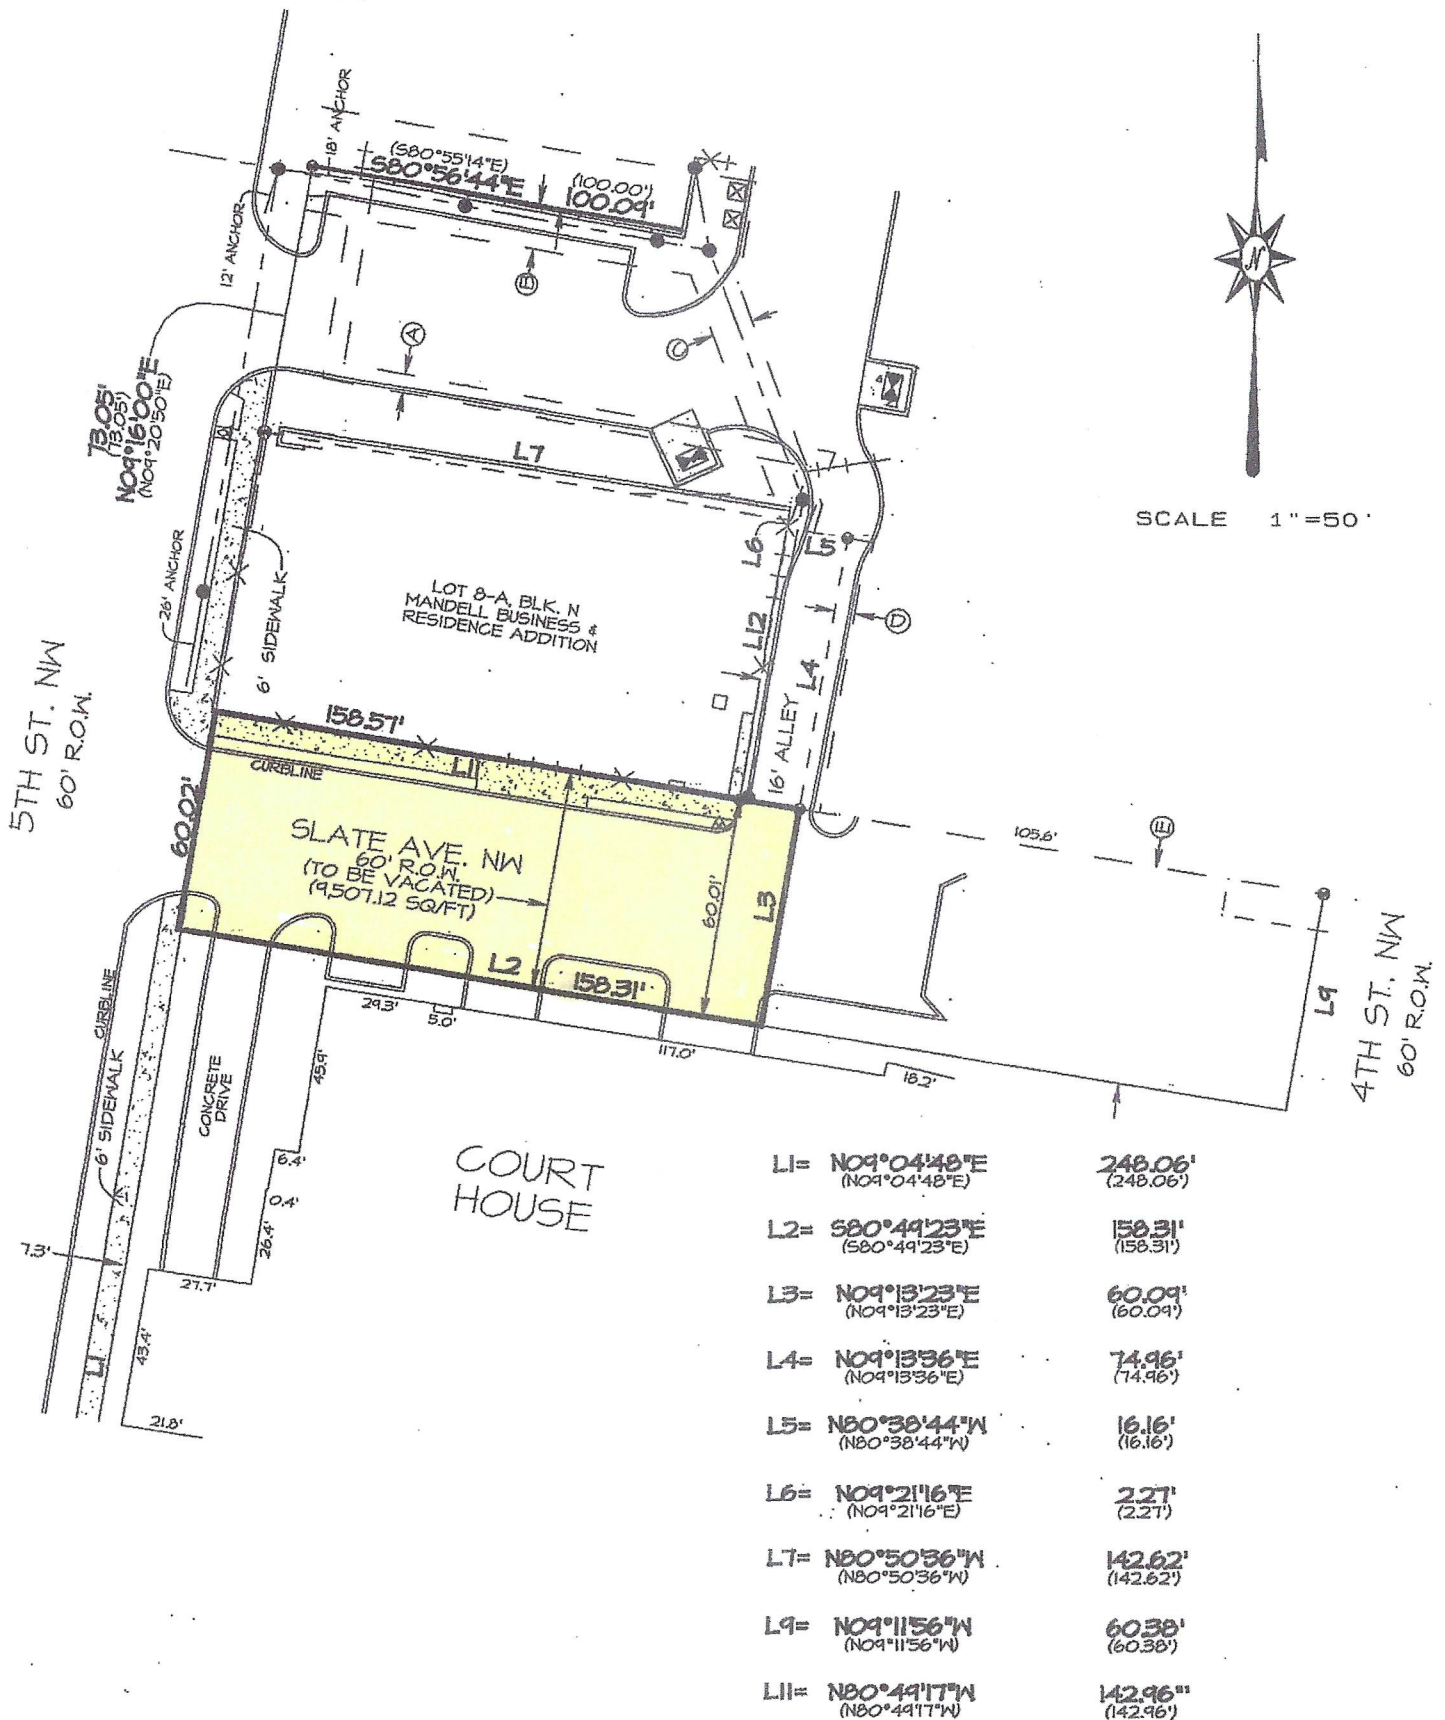 18' ANCHOR
(S80°55'14"E)
S80°56'44"E
(100.00')
100.09'
12' ANCHOR
B
A
C
N
SCALE 1"=50'
73.05'
(73.05')
N09°16'00"E
(N09°20'50"E)
L7
L6
L5
26' ANCHOR
6' SIDEWALK
LOT 8-A, BLK. N
MANDELL BUSINESS &
RESIDENCE ADDITION
L12
L4
D
16' ALLEY
5TH ST. NW
60' R.O.W.
158.57'
L11
CURBLINE
60.02'
SLATE AVE. NW
60' R.O.W.
(TO BE VACATED)
(9,507.12 SQ/FT)
60.01'
L3
105.6'
E
L2
158.31'
L9
4TH ST. NW
60' R.O.W.
CURBLINE
6' SIDEWALK
CONCRETE
DRIVE
29.3'
5.0'
117.0'
18.2'
45.9'
6.4'
0.4'
26.4'
27.7'
7.3'
43.4'
L1
21.8'
COURT
HOUSE
L1= N09°04'48"E 248.06'
(N09°04'48"E) (248.06')
L2= S80°49'23"E 158.31'
(S80°49'23"E) (158.31')
L3= N09°13'23"E 60.09'
(N09°13'23"E) (60.09')
L4= N09°13'36"E 74.96'
(N09°13'36"E) (74.96')
L5= N80°38'44"W 16.16'
(N80°38'44"W) (16.16')
L6= N09°21'16"E 2.27'
(N09°21'16"E) (2.27')
L7= N80°50'36"W 142.62'
(N80°50'36"W) (142.62')
L9= N09°11'56"W 60.38'
(N09°11'56"W) (60.38')
L11= N80°49'17"W 142.96'"
(N80°49'17"W) (142.96')